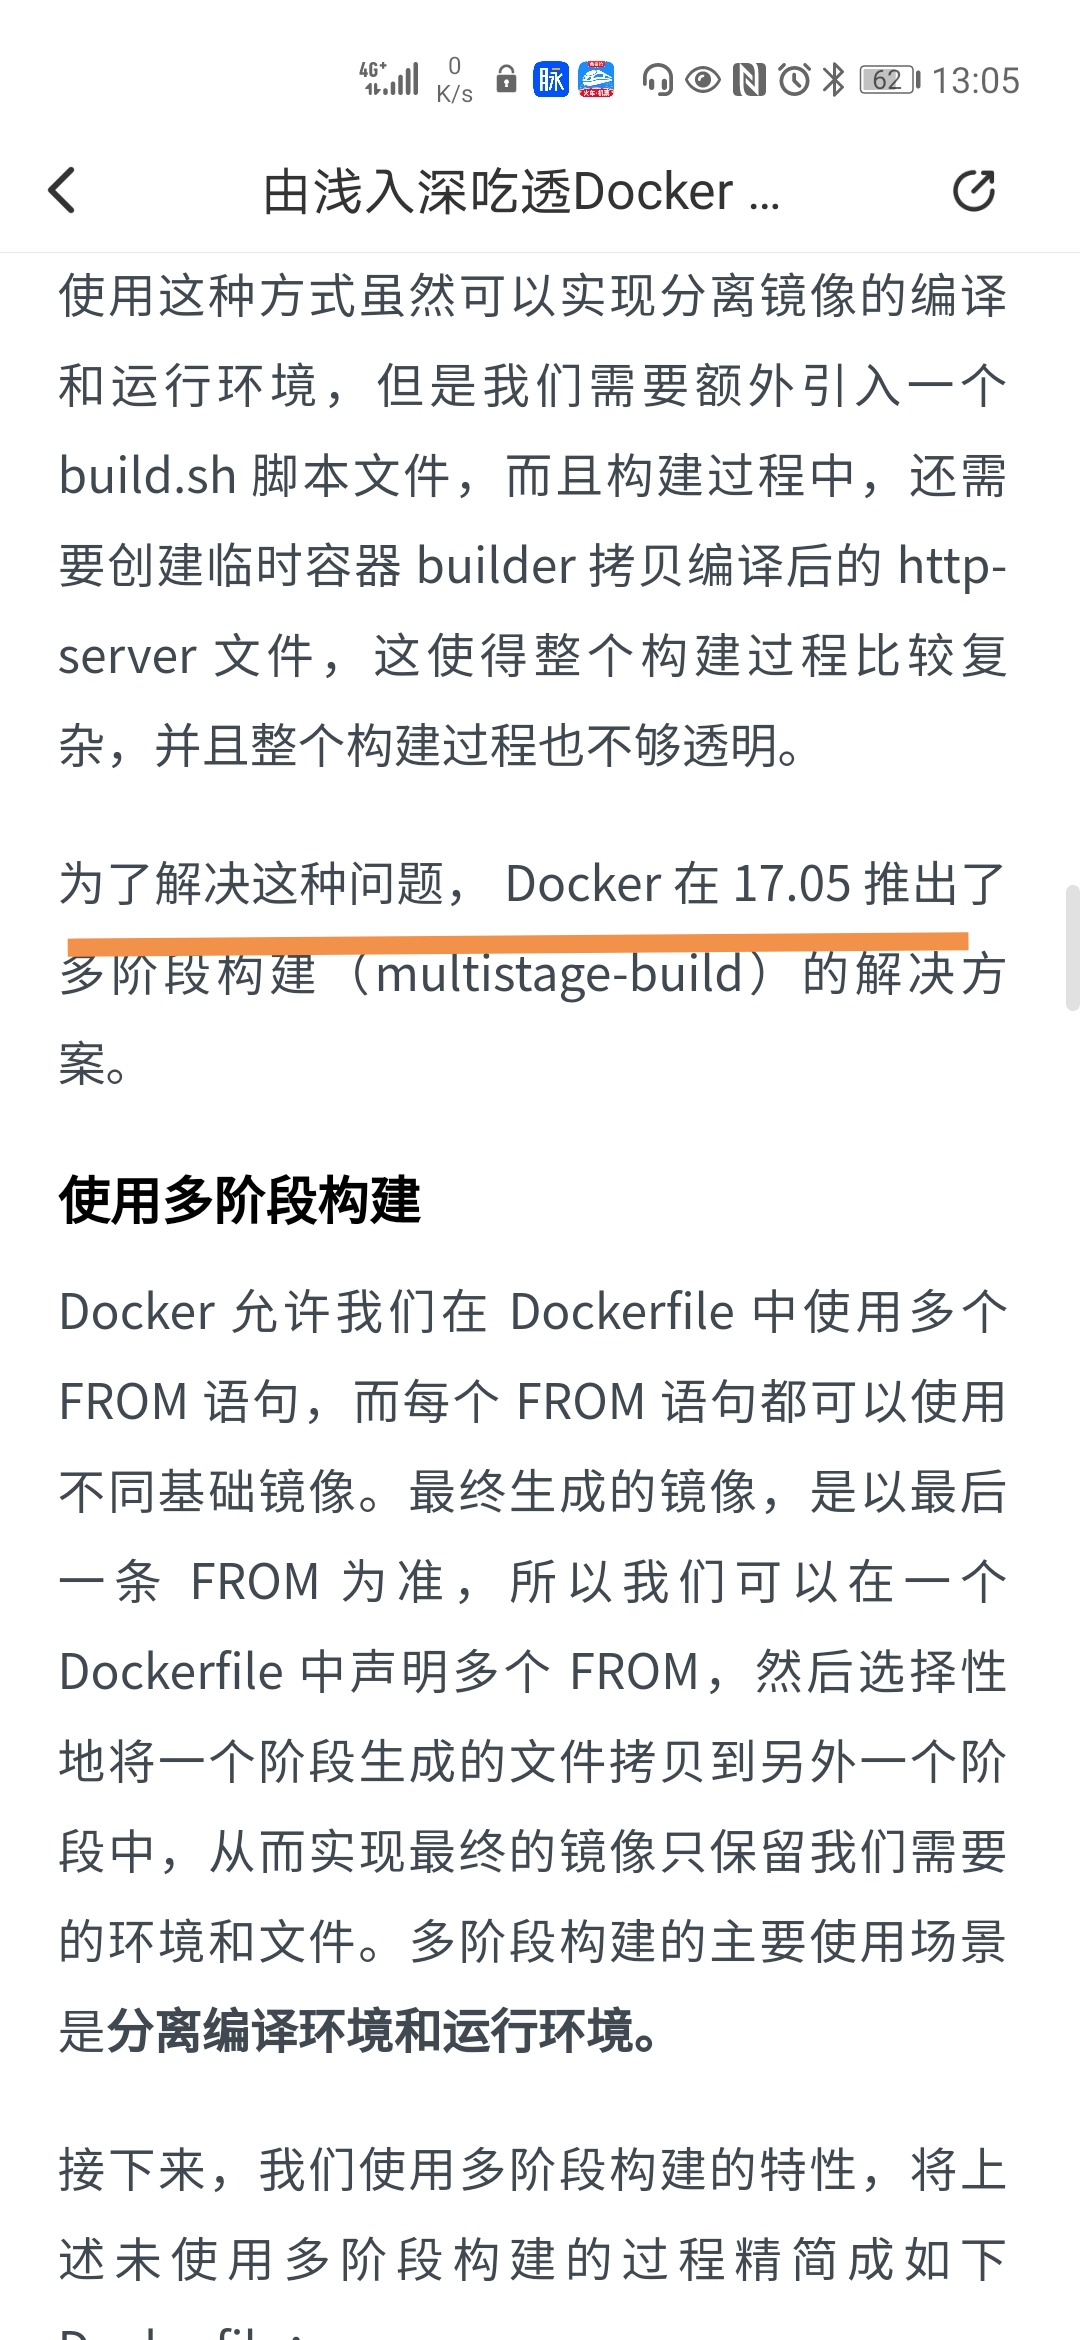 4G+
0
K/s
脉
62
13:05
由浅入深吃透Docker ...
使用这种方式虽然可以实现分离镜像的编译
和运行环境，但是我们需要额外引入一个
build.sh 脚本文件，而且构建过程中，还需
要创建临时容器 builder 拷贝编译后的 http-
server 文件，这使得整个构建过程比较复
杂，并且整个构建过程也不够透明。
为了解决这种问题， Docker 在 17.05 推出了
多阶段构建（multistage-build）的解决方
案。
使用多阶段构建
Docker 允许我们在 Dockerfile 中使用多个
FROM 语句，而每个 FROM 语句都可以使用
不同基础镜像。最终生成的镜像，是以最后
一条 FROM 为准，所以我们可以在一个
Dockerfile 中声明多个 FROM，然后选择性
地将一个阶段生成的文件拷贝到另外一个阶
段中，从而实现最终的镜像只保留我们需要
的环境和文件。多阶段构建的主要使用场景
是分离编译环境和运行环境。
接下来，我们使用多阶段构建的特性，将上
述未使用多阶段构建的过程精简成如下